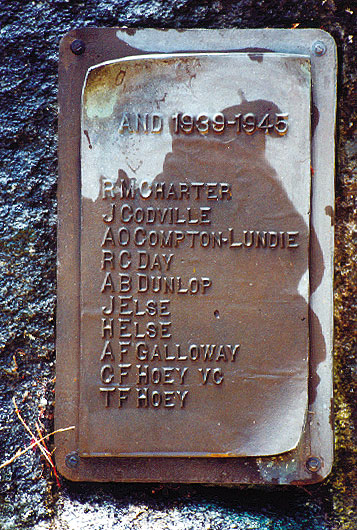 AND 1939-1945
R M CHARTER
J CODVILLE
A O COMPTON-LUNDIE
R C DAY
A B DUNLOP
J ELSE
H ELSE
A F GALLOWAY
C F HOEY VC
T F HOEY